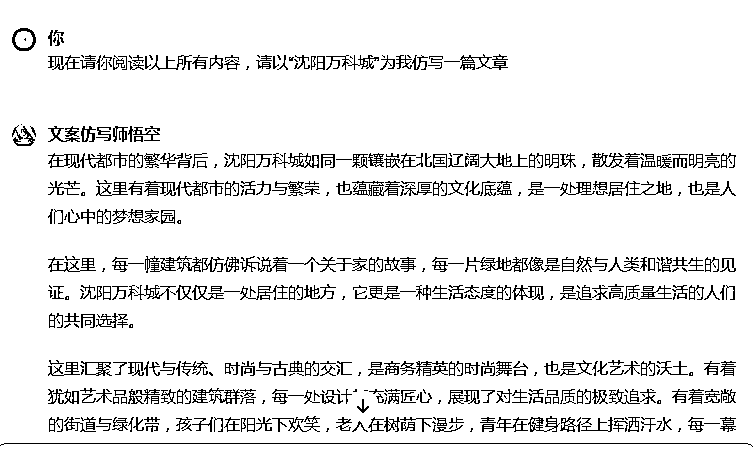 你
现在请你阅读以上所有内容，请以“沈阳万科城”为我仿写一篇文章
文案仿写师悟空
在现代都市的繁华背后，沈阳万科城如同一颗镶嵌在北国辽阔大地上的明珠，散发着温暖而明亮的
光芒。这里有着现代都市的活力与繁荣，也蕴藏着深厚的文化底蕴，是一处理想居住之地，也是人
们心中的梦想家园。
在这里，每一幢建筑都仿佛诉说着一个关于家的故事，每一片绿地都像是自然与人类和谐共生的见
证。沈阳万科城不仅仅是一处居住的地方，它更是一种生活态度的体现，是追求高质量生活的人们
的共同选择。
这里汇聚了现代与传统、时尚与古典的交汇，是商务精英的时尚舞台，也是文化艺术的沃土。有着
犹如艺术品般精致的建筑群落，每一处设计充满匠心，展现了对生活品质的极致追求。有着宽敞
的街道与绿化带，孩子们在阳光下欢笑，老人在树荫下漫步，青年在健身路径上挥洒汗水，每一幕